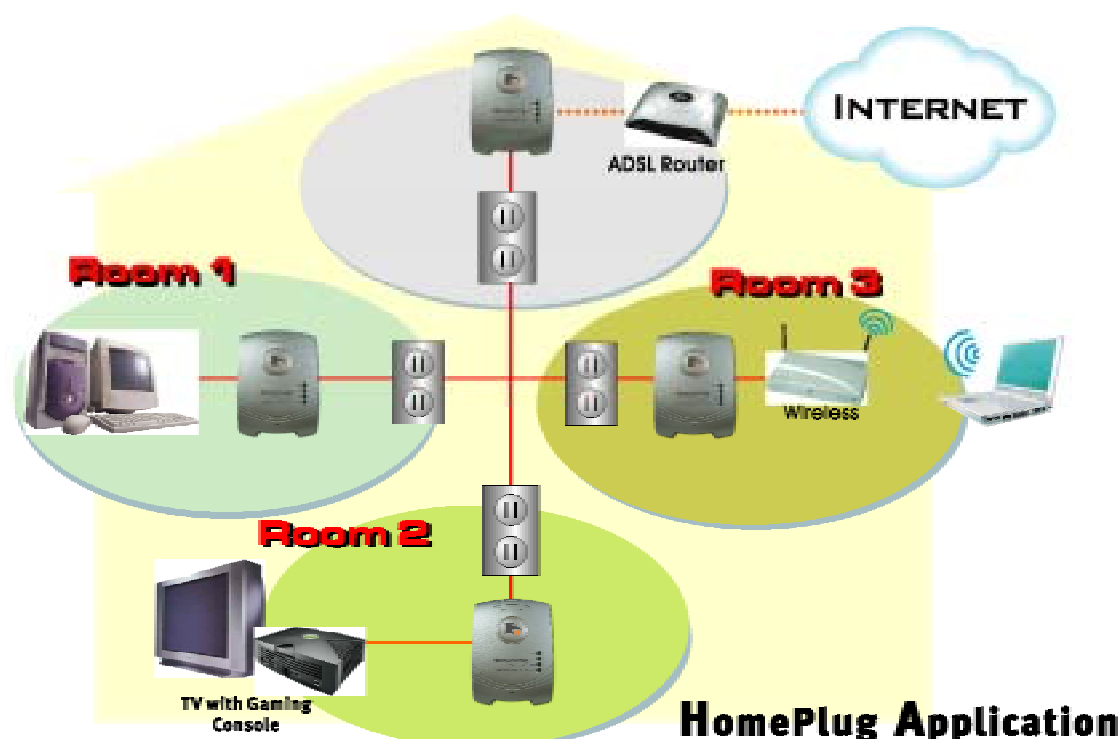 INTERNET
ADSL Router
Room 1
Room 3
Wireless
Room 2
TV with Gaming
Console
HomePlug Application